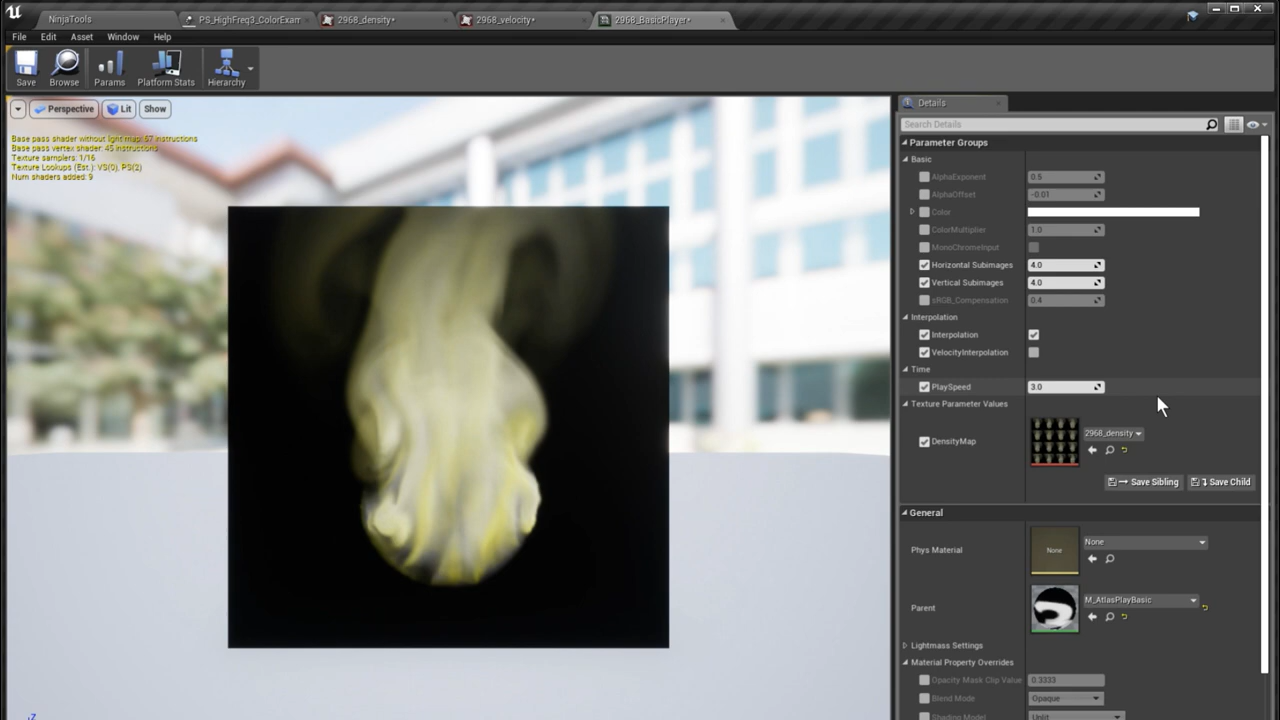 NinjaTools
PS_HighFreq3_ColorExam
2968_density*
2968_velocity*
2968_BasicPlayer*
File Edit Asset Window Help
Save Browse Params Platform Stats Hierarchy
Perspective Lit Show
Base pass shader without light map: 57 instructions
Base pass vertex shader: 45 instructions
Texture samplers: 1/16
Texture Lookups (Est.): VS(0), PS(2)
Num shaders added: 9
Z
Details
Search Details
Parameter Groups
Basic
AlphaExponent 0.5
AlphaOffset -0.01
Color
ColorMultiplier 1.0
MonoChromeInput
Horizontal Subimages 4.0
Vertical Subimages 4.0
sRGB_Compensation 0.4
Interpolation
Interpolation
VelocityInterpolation
Time
PlaySpeed 3.0
Texture Parameter Values
DensityMap 2968_density
Save Sibling Save Child
General
Phys Material None None
Parent M_AtlasPlayBasic
Lightmass Settings
Material Property Overrides
Opacity Mask Clip Value 0.3333
Blend Mode Opaque
Shading Model Unlit